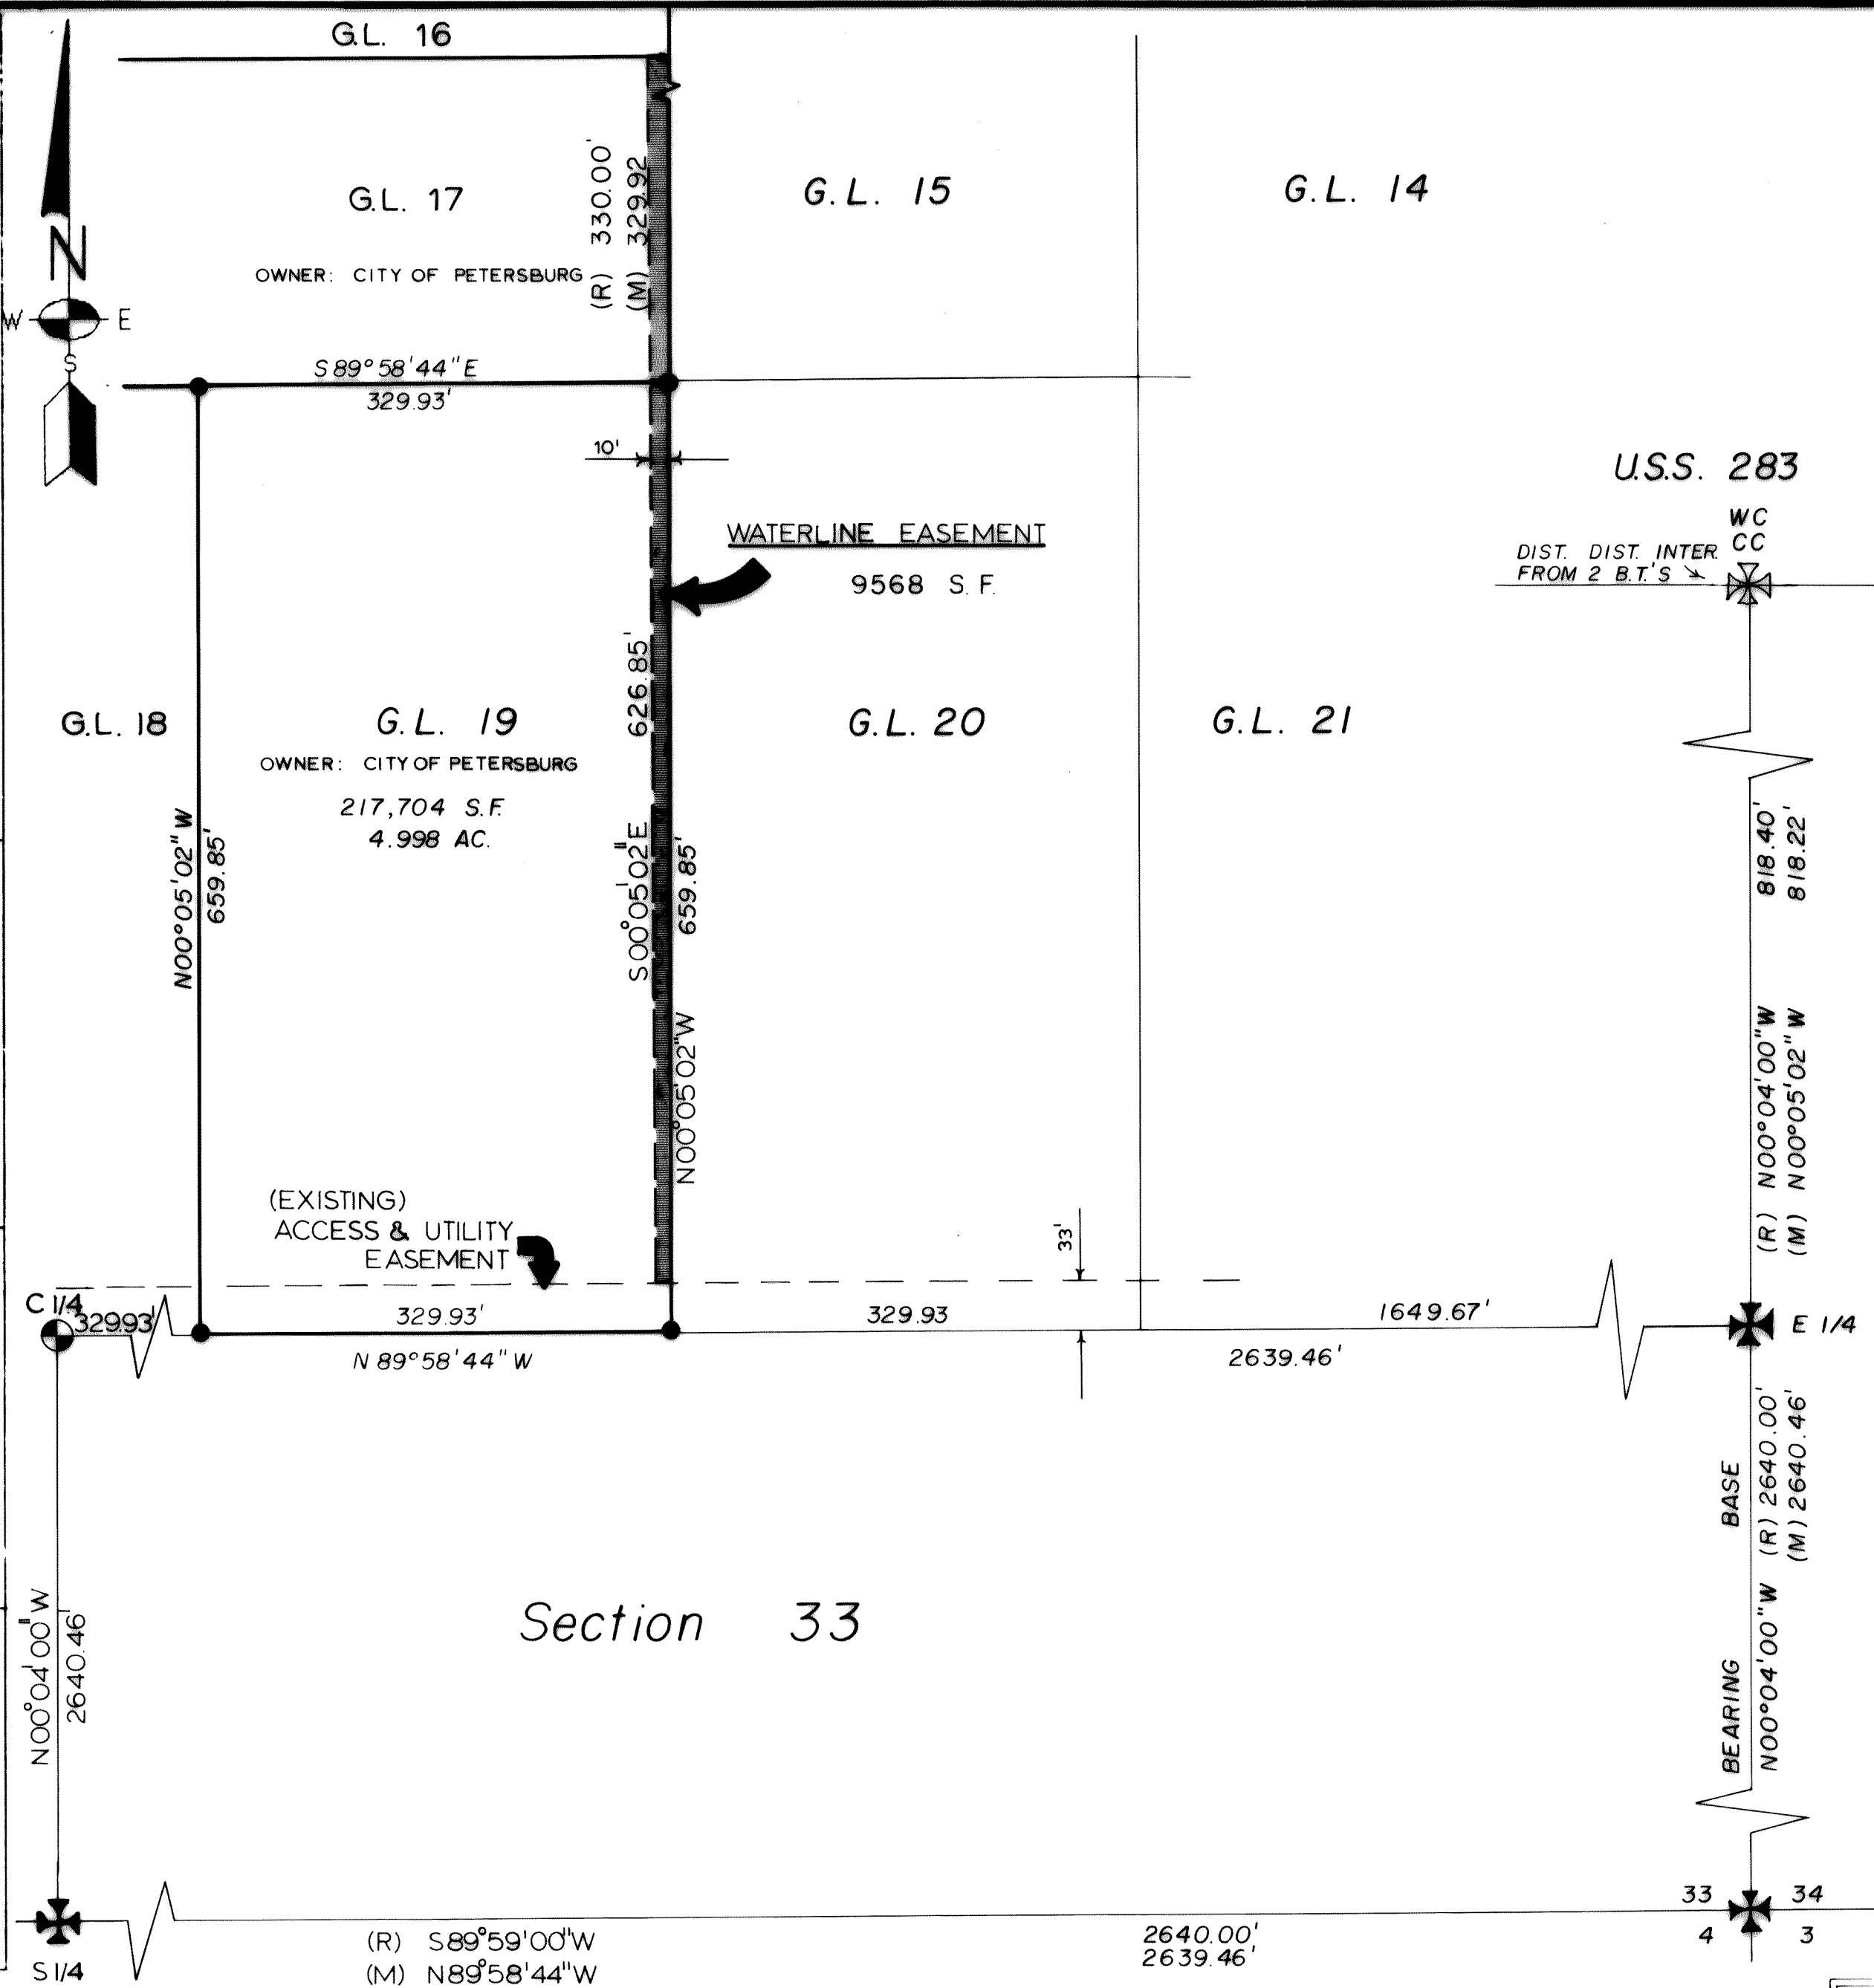 G.L. 16
G.L. 17
OWNER: CITY OF PETERSBURG
(R) 330.00'
(M) 329.92
G.L. 15
G.L. 14
N
W
E
S
S89°58'44"E
329.93'
10'
WATERLINE EASEMENT
9568 S.F.
U.S.S. 283
WC
CC
DIST. DIST. INTER.
FROM 2 B.T.'S
G.L. 18
G.L. 19
OWNER: CITY OF PETERSBURG
217,704 S.F.
4.998 AC.
G.L. 20
G.L. 21
N00°05'02"W
659.85'
626.85'
S00°05'02"E
659.85'
N00°05'02"W
818.40'
818.22'
(R) N00°04'00"W
(M) N00°05'02"W
(EXISTING)
ACCESS & UTILITY
EASEMENT
33'
C 1/4
329.93'
329.93'
N89°58'44"W
329.93
1649.67'
2639.46'
E 1/4
BEARING BASE
N00°04'00"W (R) 2640.00'
(M) 2640.46'
Section 33
N00°04'00"W
2640.46'
S 1/4
(R) S89°59'00"W
(M) N89°58'44"W
2640.00'
2639.46'
33
34
4
3